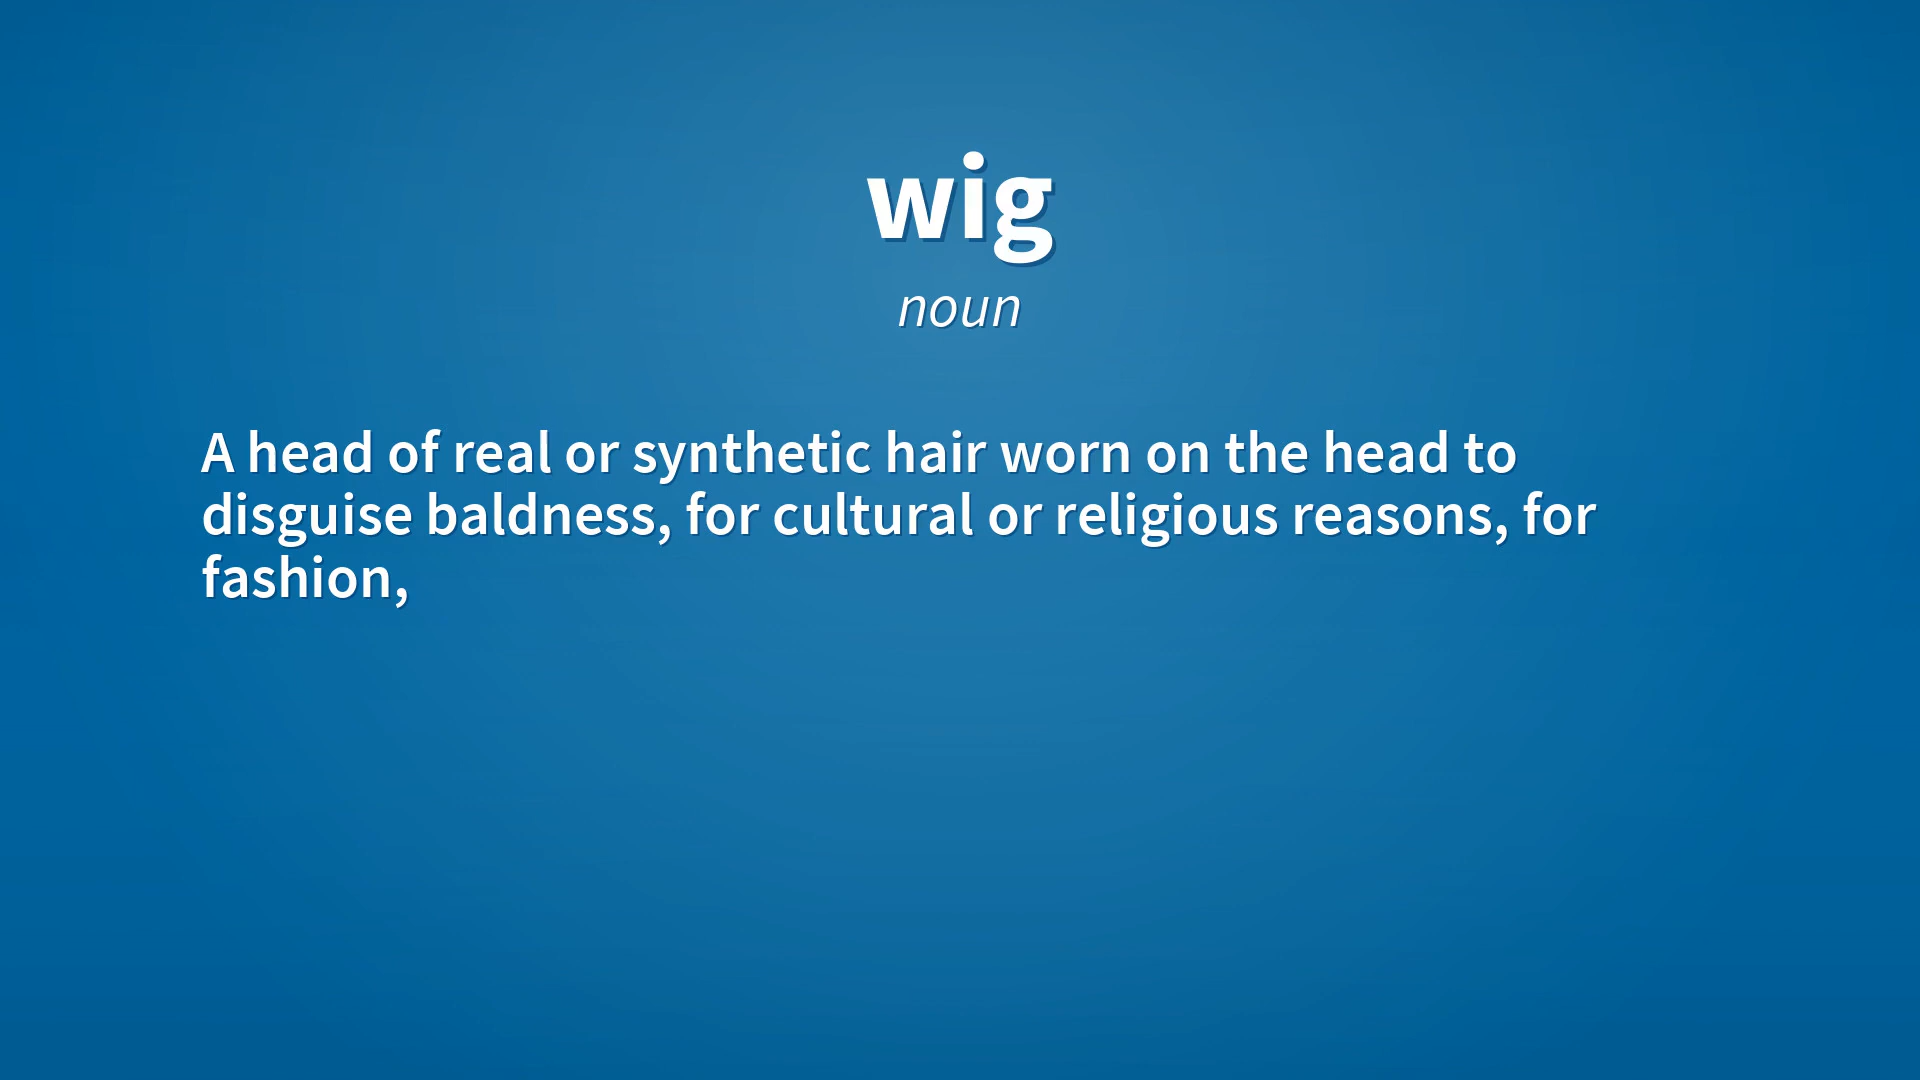 wig
noun
A head of real or synthetic hair worn on the head to
disguise baldness, for cultural or religious reasons, for
fashion,